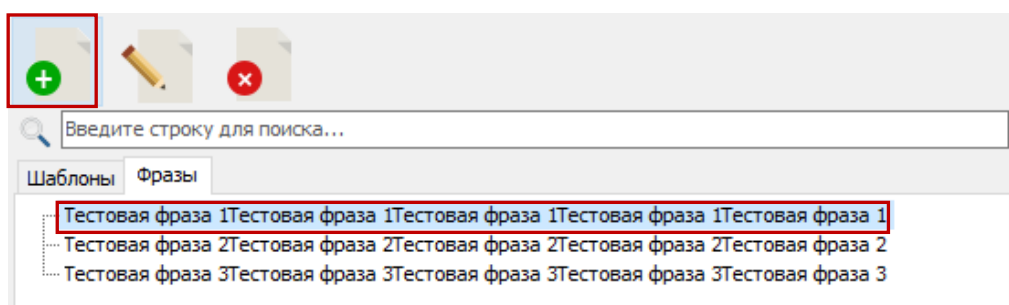 Введите строку для поиска...
Шаблоны Фразы
Тестовая фраза 1Тестовая фраза 1Тестовая фраза 1Тестовая фраза 1Тестовая фраза 1
Тестовая фраза 2Тестовая фраза 2Тестовая фраза 2Тестовая фраза 2Тестовая фраза 2
Тестовая фраза 3Тестовая фраза 3Тестовая фраза 3Тестовая фраза 3Тестовая фраза 3